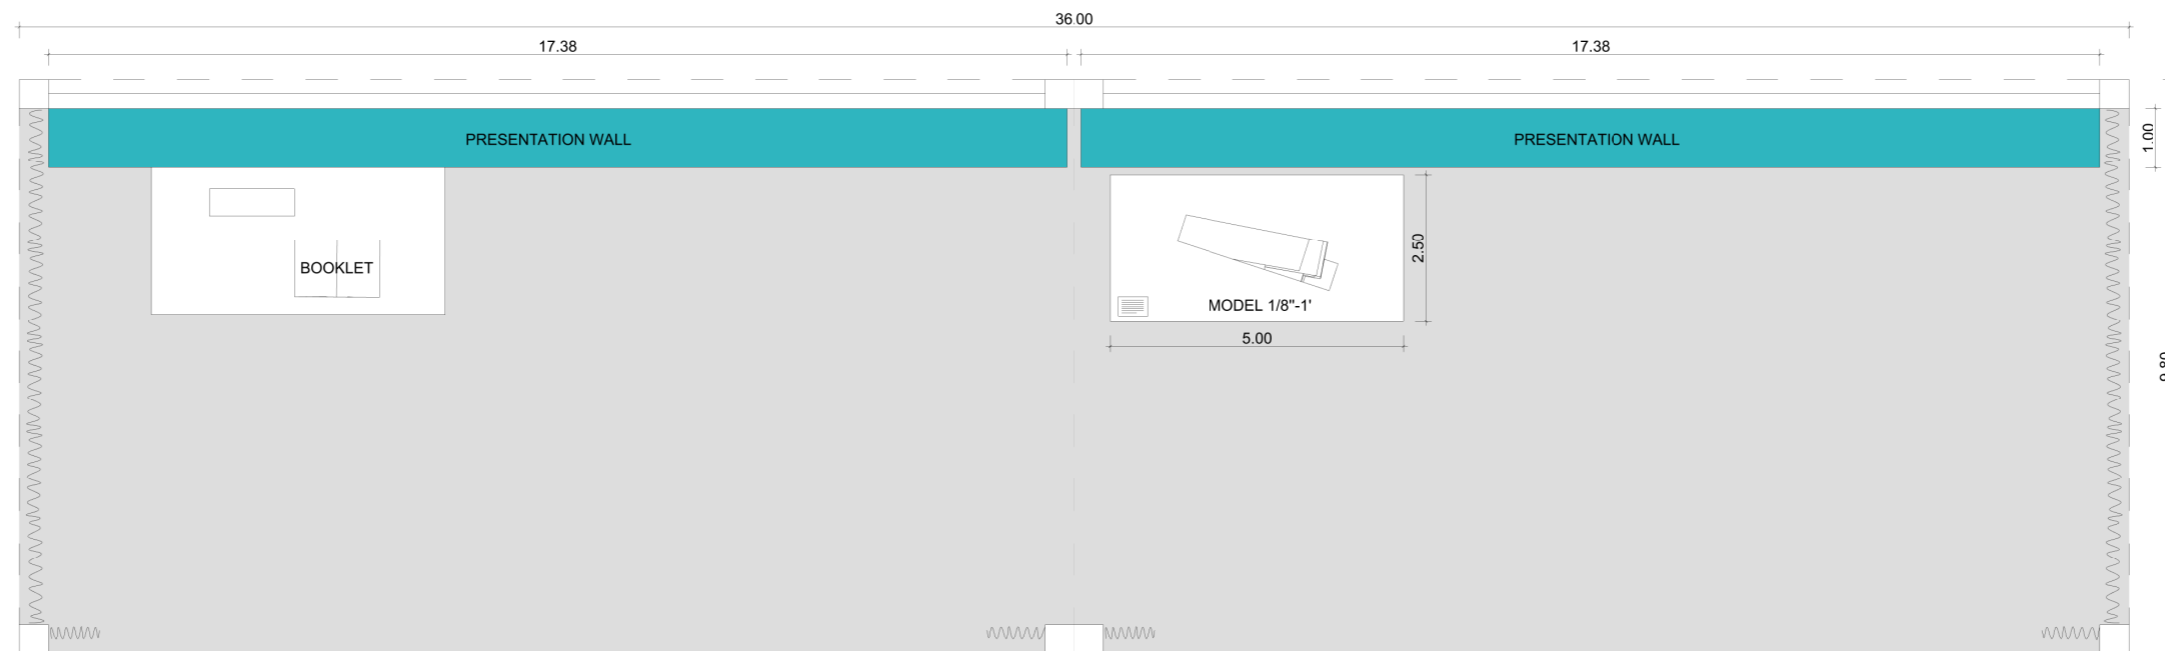 36.00
17.38 17.38
PRESENTATION WALL PRESENTATION WALL
1.00
BOOKLET
2.50
MODEL 1/8"-1'
5.00